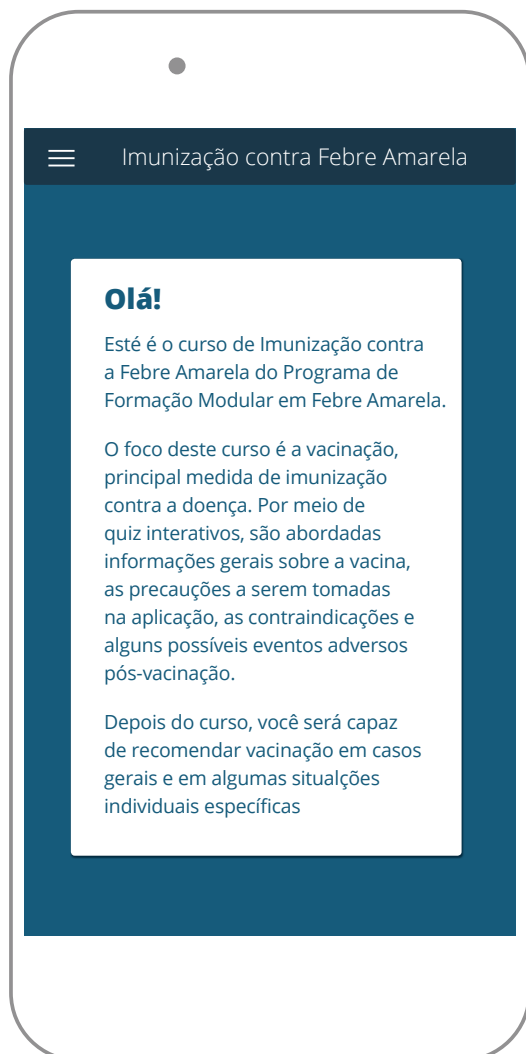 Imunização contra Febre Amarela
Olá!
Esté é o curso de Imunização contra
a Febre Amarela do Programa de
Formação Modular em Febre Amarela.
O foco deste curso é a vacinação,
principal medida de imunização
contra a doença. Por meio de
quiz interativos, são abordadas
informações gerais sobre a vacina,
as precauções a serem tomadas
na aplicação, as contraindicações e
alguns possíveis eventos adversos
pós-vacinação.
Depois do curso, você será capaz
de recomendar vacinação em casos
gerais e em algumas situalções
individuais específicas